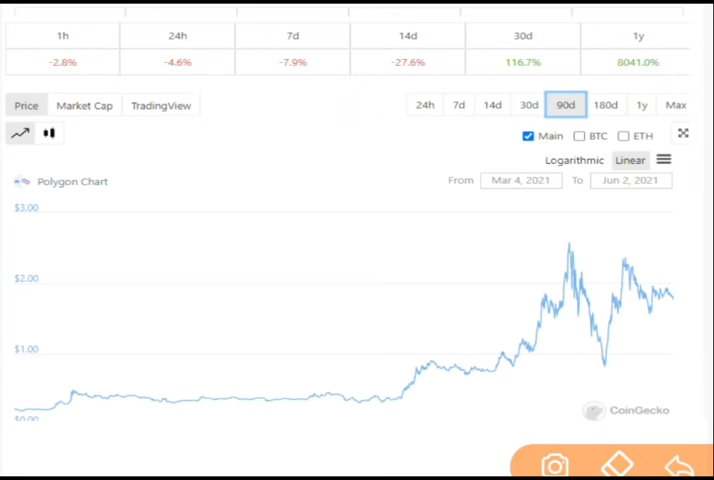 1h 24h 7d 14d 30d 1y
-2.8% -4.6% -7.9% -27.6% 116.7% 8041.0%
Price Market Cap TradingView 24h 7d 14d 30d 90d 180d 1y Max
Main BTC ETH
Logarithmic Linear
Polygon Chart From Mar 4, 2021 To Jun 2, 2021
$3.00
$2.00
$1.00
$0.00
CoinGecko